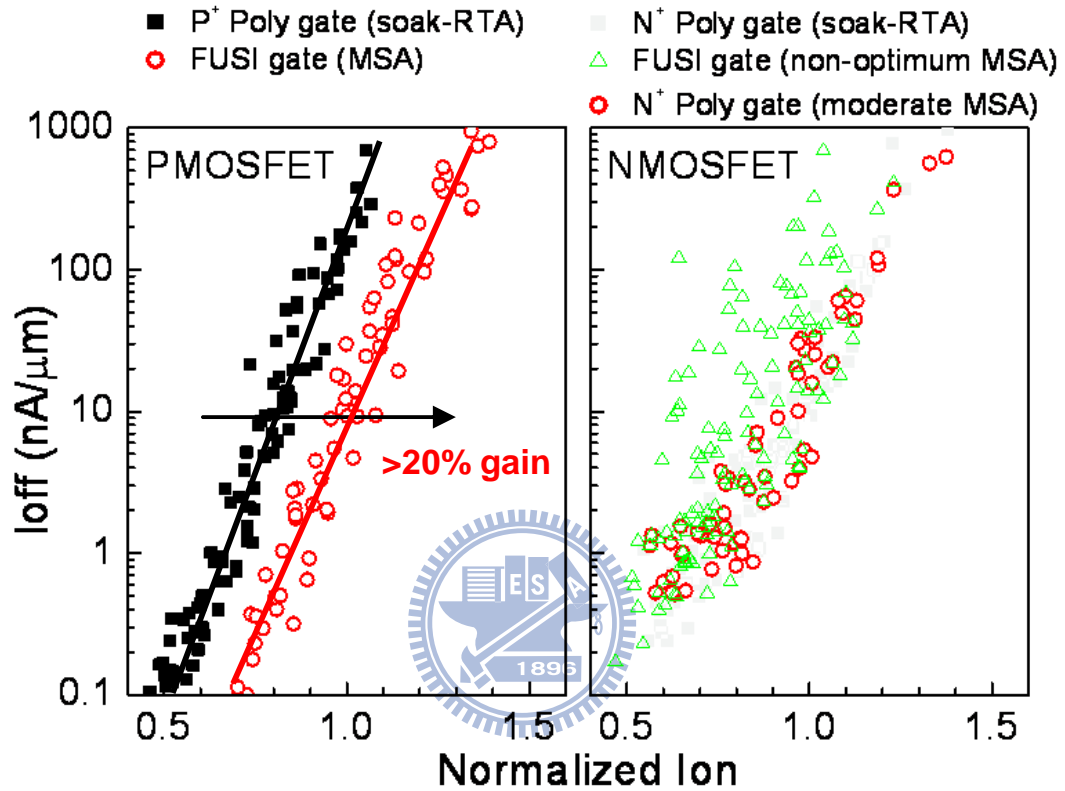 P+ Poly gate (soak-RTA)
FUSI gate (MSA)
N+ Poly gate (soak-RTA)
FUSI gate (non-optimum MSA)
N+ Poly gate (moderate MSA)
1000
100
10
1
0.1
Ioff (nA/μm)
PMOSFET
>20% gain
NMOSFET
ES
A
1896
0.5
1.0
1.5
0.5
1.0
1.5
Normalized Ion